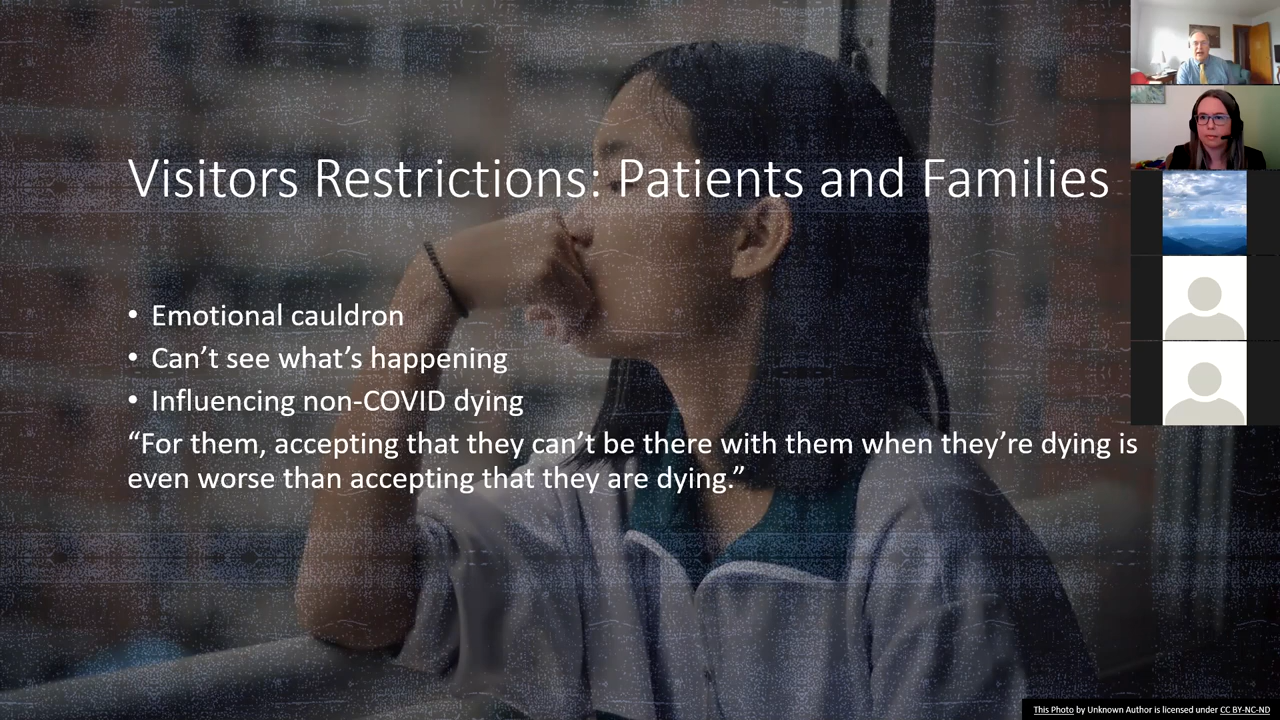 Visitors Restrictions: Patients and Families
• Emotional cauldron
• Can’t see what’s happening
• Influencing non-COVID dying
“For them, accepting that they can’t be there with them when they’re dying is
even worse than accepting that they are dying.”
This Photo by Unknown Author is licensed under CC BY-NC-ND